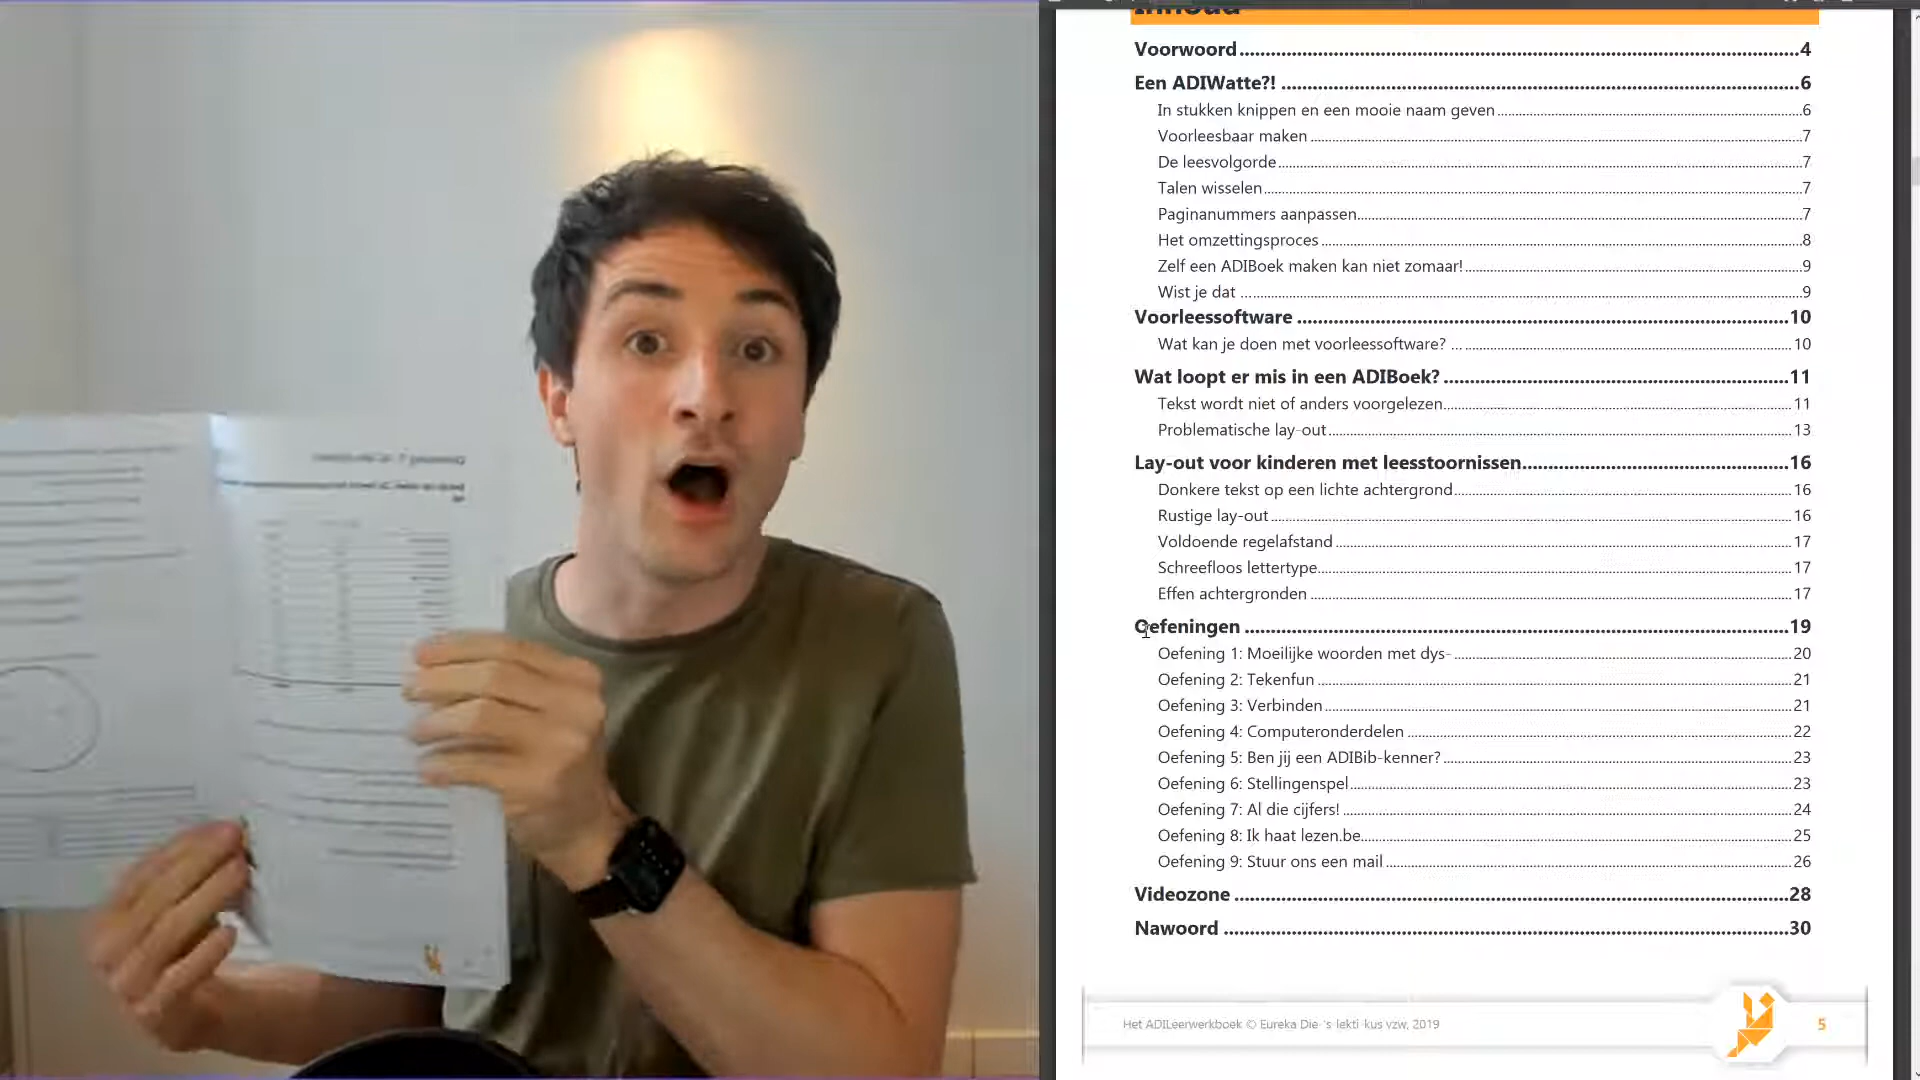 Inhoud
Voorwoord 4
Een ADIWatte?! 6
In stukken knippen en een mooie naam geven 6
Voorleesbaar maken 7
De leesvolgorde 7
Talen wisselen 7
Paginanummers aanpassen 7
Het omzettingsproces 8
Zelf een ADIBoek maken kan niet zomaar! 9
Wist je dat ... 9
Voorleessoftware 10
Wat kan je doen met voorleessoftware? ... 10
Wat loopt er mis in een ADIBoek? 11
Tekst wordt niet of anders voorgelezen 11
Problematische lay-out 13
Lay-out voor kinderen met leesstoornissen 16
Donkere tekst op een lichte achtergrond 16
Rustige lay-out 16
Voldoende regelafstand 17
Schreefloos lettertype 17
Effen achtergronden 17
Oefeningen 19
Oefening 1: Moeilijke woorden met dys- 20
Oefening 2: Tekenfun 21
Oefening 3: Verbinden 21
Oefening 4: Computeronderdelen 22
Oefening 5: Ben jij een ADIBib-kenner? 23
Oefening 6: Stellingenspel 23
Oefening 7: Al die cijfers! 24
Oefening 8: Ik haat lezen.be 25
Oefening 9: Stuur ons een mail 26
Videozone 28
Nawoord 30
Het ADILeerwerkboek © Eureka Die-'s-lekti-kus vzw, 2019 5